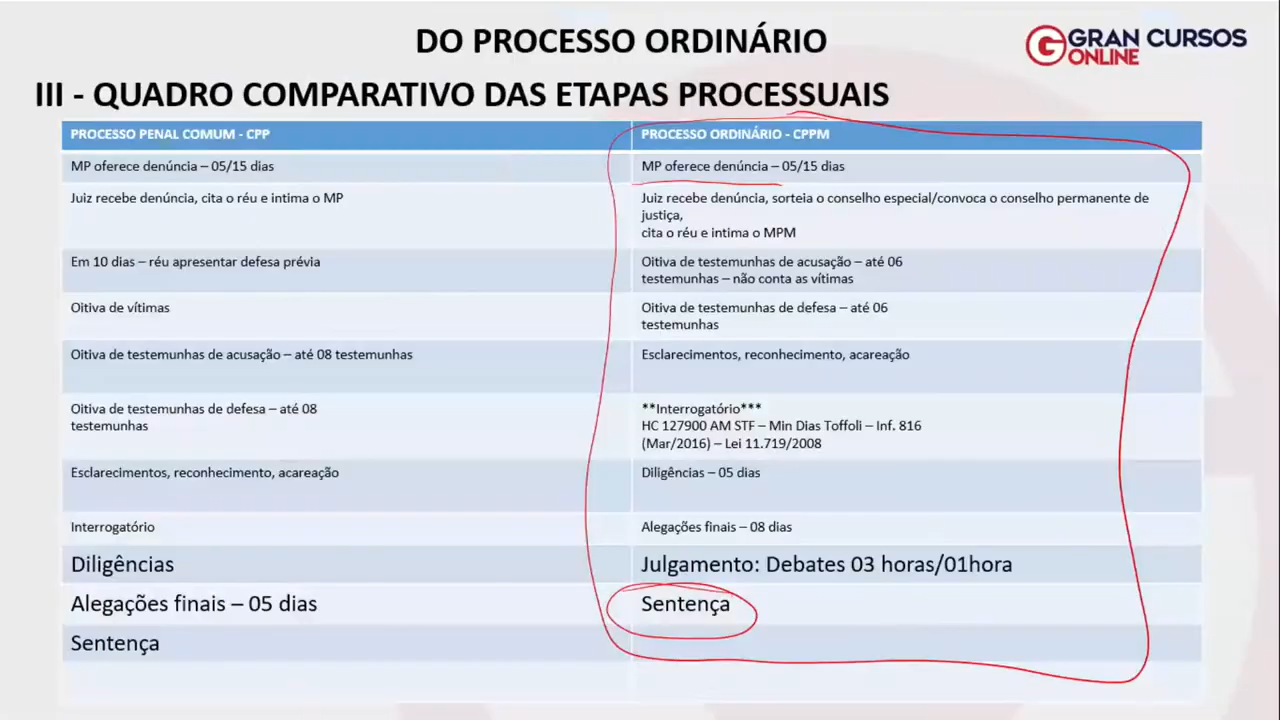 DO PROCESSO ORDINÁRIO
GRAN CURSOS
ONLINE
III - QUADRO COMPARATIVO DAS ETAPAS PROCESSUAIS
PROCESSO PENAL COMUM - CPP
PROCESSO ORDINÁRIO - CPPM
MP oferece denúncia – 05/15 dias
MP oferece denúncia – 05/15 dias
Juiz recebe denúncia, cita o réu e intima o MP
Juiz recebe denúncia, sorteia o conselho especial/convoca o conselho permanente de
justiça,
cita o réu e intima o MPM
Em 10 dias – réu apresentar defesa prévia
Oitiva de testemunhas de acusação – até 06
testemunhas – não conta as vítimas
Oitiva de vítimas
Oitiva de testemunhas de defesa – até 06
testemunhas
Oitiva de testemunhas de acusação – até 08 testemunhas
Esclarecimentos, reconhecimento, acareação
Oitiva de testemunhas de defesa – até 08
testemunhas
**Interrogatório***
HC 127900 AM STF – Min Dias Toffoli – Inf. 816
(Mar/2016) – Lei 11.719/2008
Esclarecimentos, reconhecimento, acareação
Diligências – 05 dias
Interrogatório
Alegações finais – 08 dias
Diligências
Julgamento: Debates 03 horas/01hora
Alegações finais – 05 dias
Sentença
Sentença